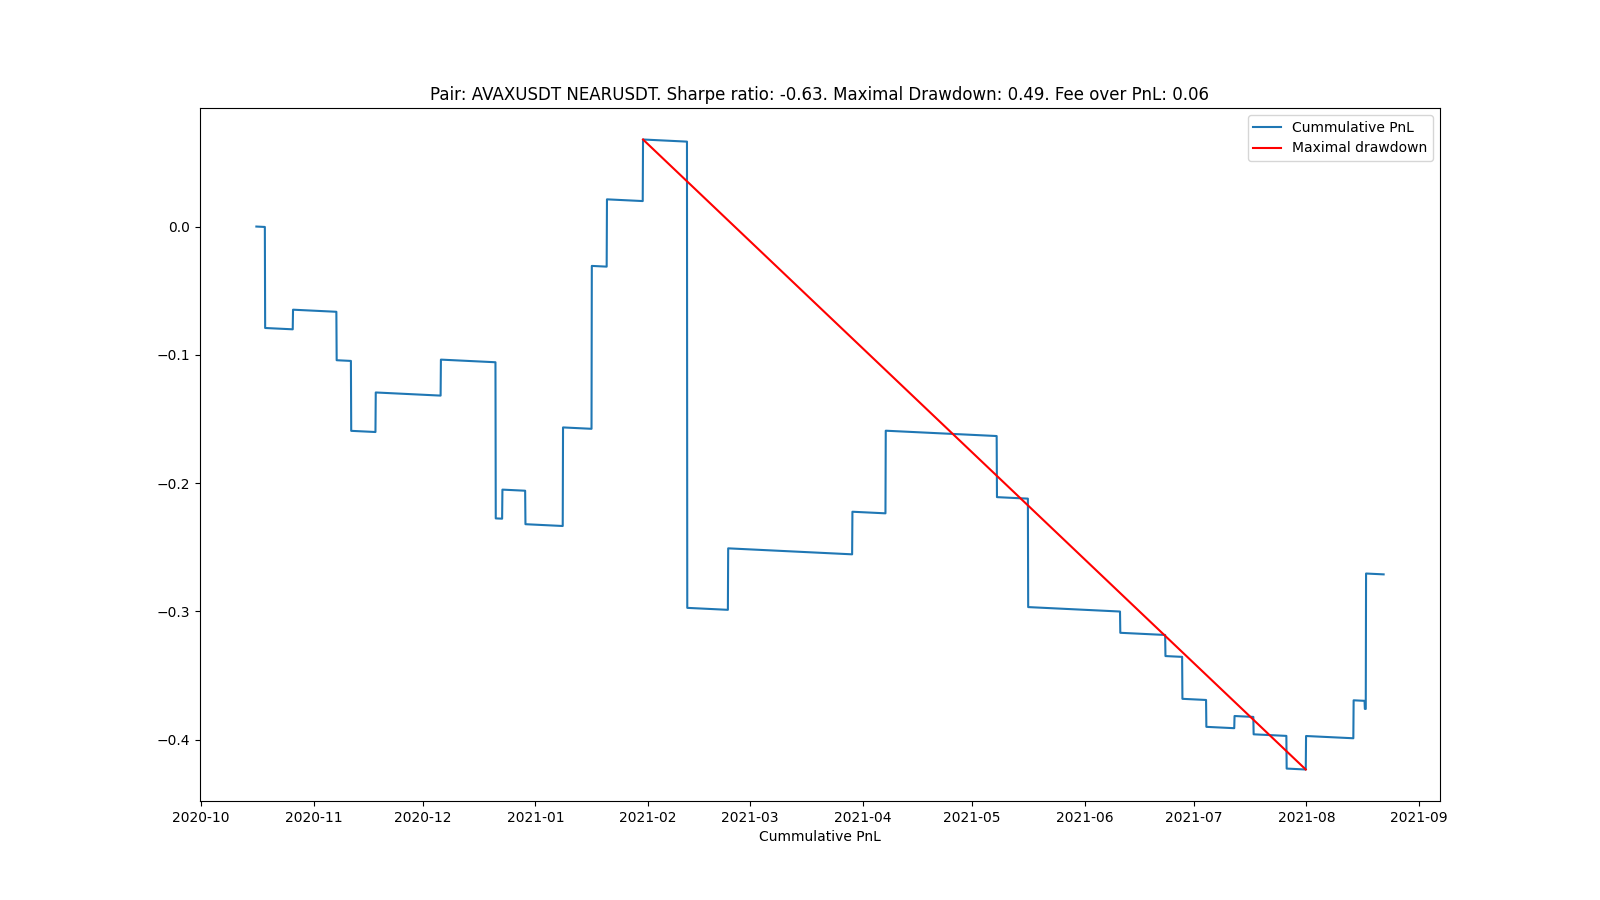 Pair: AVAXUSDT NEARUSDT. Sharpe ratio: -0.63. Maximal Drawdown: 0.49. Fee over PnL: 0.06
Cummulative PnL
Maximal drawdown
0.0
−0.1
−0.2
−0.3
−0.4
2020-10 2020-11 2020-12 2021-01 2021-02 2021-03 2021-04 2021-05 2021-06 2021-07 2021-08 2021-09
Cummulative PnL